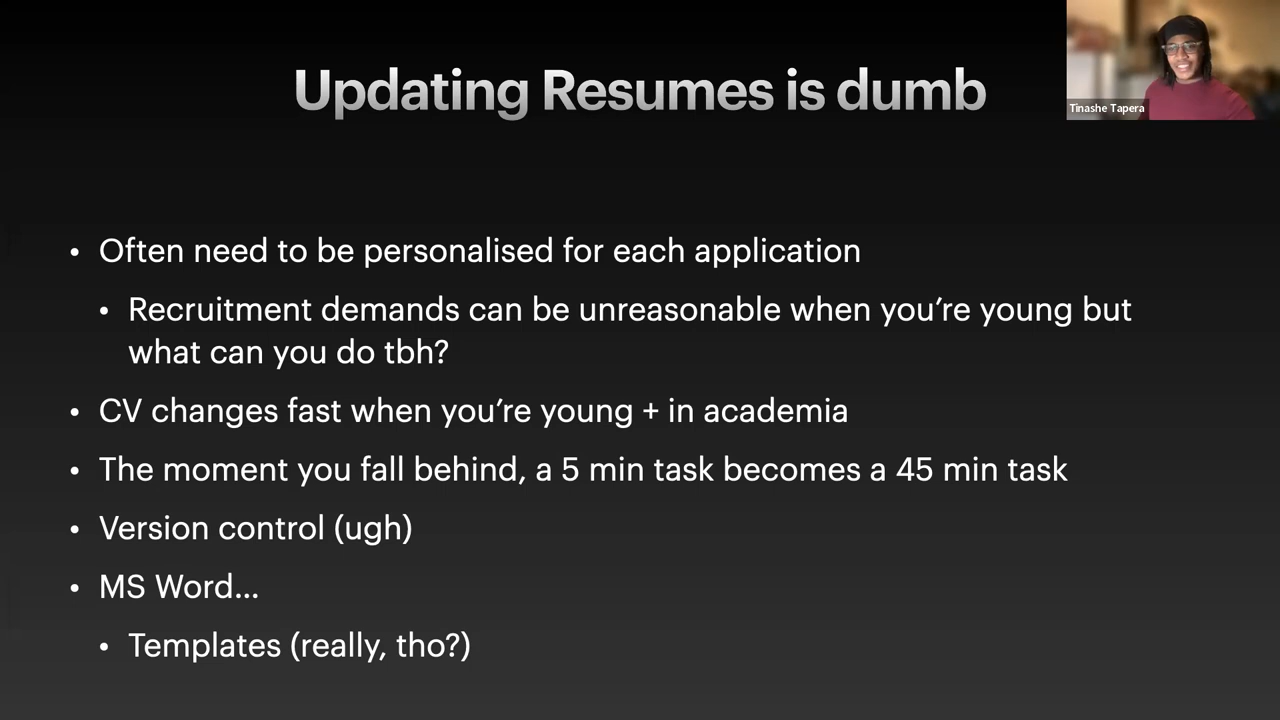 Updating Resumes is dumb
Tinashe Tapera
• Often need to be personalised for each application
• Recruitment demands can be unreasonable when you’re young but
what can you do tbh?
• CV changes fast when you’re young + in academia
• The moment you fall behind, a 5 min task becomes a 45 min task
• Version control (ugh)
• MS Word...
• Templates (really, tho?)